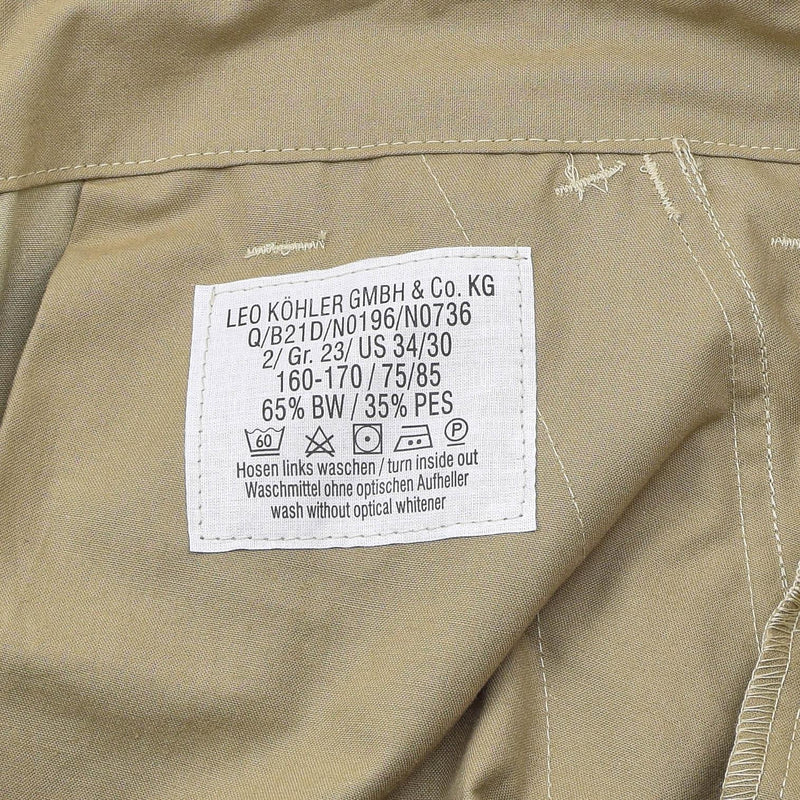 LEO KÖHLER GMBH & Co. KG
Q/B21D/N0196/N0736
2/ Gr. 23/ US 34/30
160-170 / 75/85
65% BW / 35% PES
60 P
Hosen links waschen / turn inside out
Waschmittel ohne optischen Aufheller
wash without optical whitener